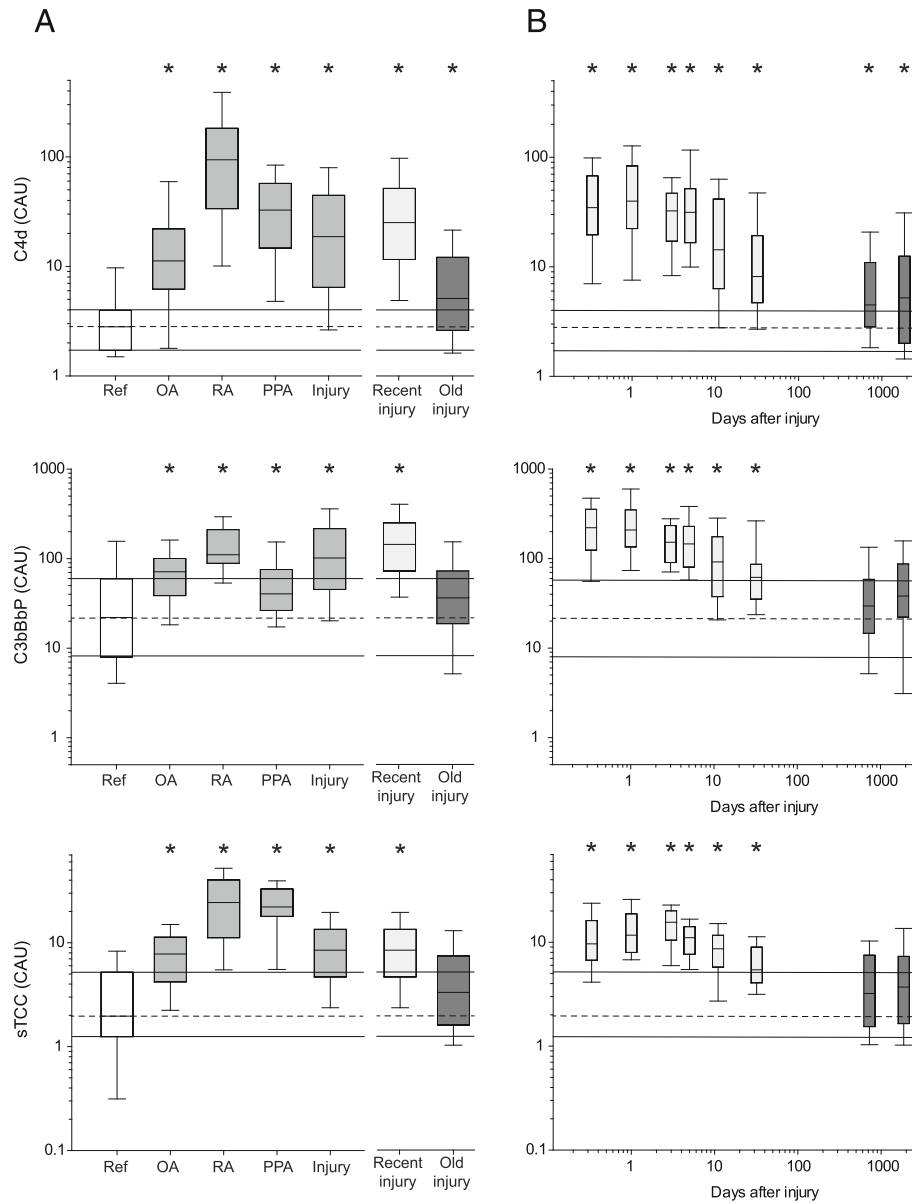 A B
* * * * * *
* * * * * * * *
100
10
1
C4d (CAU)
Ref OA RA PPA Injury Recent injury Old injury
100
10
1
1 10 100 1000
Days after injury
* * * * *
* * * * * *
1000
100
10
1
C3bBbP (CAU)
Ref OA RA PPA Injury Recent injury Old injury
1000
100
10
1
1 10 100 1000
Days after injury
* * * * *
* * * * * *
10
1
0.1
sTCC (CAU)
Ref OA RA PPA Injury Recent injury Old injury
10
1
0.1
1 10 100 1000
Days after injury